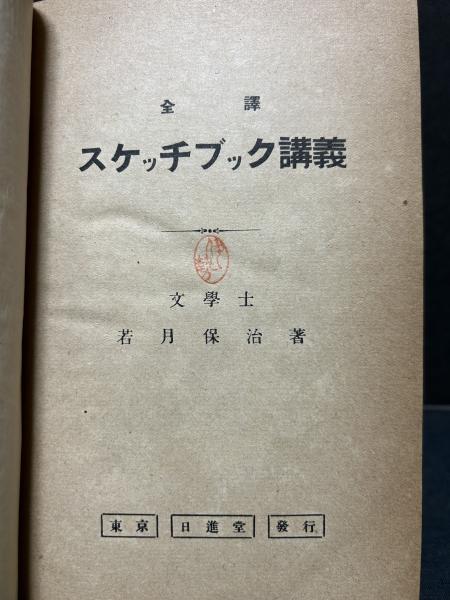 全譯
スケッチブック講義
文學士
若月保治著
東京 日進堂 發行